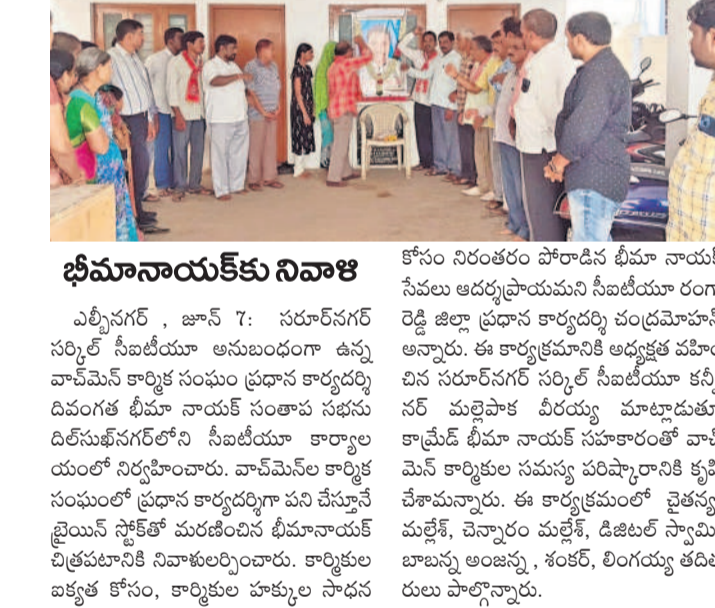 భీమానాయక్‌కు నివాళి
ఎల్బీనగర్ , జూన్ 7: సరూర్‌నగర్
సర్కిల్ సీఐటీయూ అనుబంధంగా ఉన్న
వాచ్‌మెన్ కార్మిక సంఘం ప్రధాన కార్యదర్శి
దివంగత భీమా నాయక్ సంతాప సభను
దిల్‌సుఖ్‌నగర్‌లోని సీఐటీయూ కార్యాల
యంలో నిర్వహించారు. వాచ్‌మెన్‌ల కార్మిక
సంఘంలో ప్రధాన కార్యదర్శిగా పని చేస్తూనే
బ్రెయిన్ స్టోక్‌తో మరణించిన భీమానాయక్
చిత్రపటానికి నివాళులర్పించారు. కార్మికుల
ఐక్యత కోసం, కార్మికుల హక్కుల సాధన
కోసం నిరంతరం పోరాడిన భీమా నాయక్
సేవలు ఆదర్శప్రాయమని సీఐటీయూ రంగా
రెడ్డి జిల్లా ప్రధాన కార్యదర్శి చంద్రమోహన్
అన్నారు. ఈ కార్యక్రమానికి అధ్యక్షత వహిం
చిన సరూర్‌నగర్ సర్కిల్ సీఐటీయూ కన్వీ
నర్ మల్లెపాక వీరయ్య మాట్లాడుతూ
కామ్రేడ్ భీమా నాయక్ సహకారంతో వాచ్
మెన్ కార్మికుల సమస్య పరిష్కారానికి కృషి
చేశామన్నారు. ఈ కార్యక్రమంలో చైతన్య,
మల్లేశ్, చెన్నారం మల్లేశ్, డిజిటల్ స్వామి,
బాబన్న అంజన్న , శంకర్, లింగయ్య తదిత
రులు పాల్గొన్నారు.